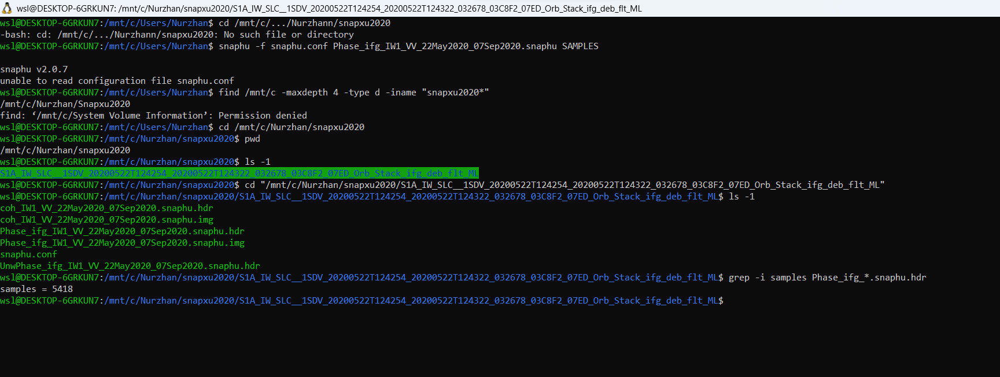 wsl@DESKTOP-6GRKUN7: /mnt/c/Nurzhan/snapxu2020/S1A_IW_SLC__1SDV_20200522T124254_20200522T124322_032678_03C8F2_07ED_Orb_Stack_ifg_deb_flt_ML
wsl@DESKTOP-6GRKUN7:/mnt/c/Users/Nurzhan$ cd /mnt/c/.../Nurzhann/snapxu2020
-bash: cd: /mnt/c/.../Nurzhann/snapxu2020: No such file or directory
wsl@DESKTOP-6GRKUN7:/mnt/c/Users/Nurzhan$ snaphu -f snaphu.conf Phase_ifg_IW1_VV_22May2020_07Sep2020.snaphu SAMPLES
snaphu v2.0.7
unable to read configuration file snaphu.conf
wsl@DESKTOP-6GRKUN7:/mnt/c/Users/Nurzhan$ find /mnt/c -maxdepth 4 -type d -iname "snapxu2020*"
/mnt/c/Nurzhan/Snapxu2020
find: ‘/mnt/c/System Volume Information’: Permission denied
wsl@DESKTOP-6GRKUN7:/mnt/c/Users/Nurzhan$ cd /mnt/c/Nurzhan/snapxu2020
wsl@DESKTOP-6GRKUN7:/mnt/c/Nurzhan/snapxu2020$ pwd
/mnt/c/Nurzhan/snapxu2020
wsl@DESKTOP-6GRKUN7:/mnt/c/Nurzhan/snapxu2020$ ls -1
S1A_IW_SLC__1SDV_20200522T124254_20200522T124322_032678_03C8F2_07ED_Orb_Stack_ifg_deb_flt_ML
wsl@DESKTOP-6GRKUN7:/mnt/c/Nurzhan/snapxu2020$ cd "/mnt/c/Nurzhan/snapxu2020/S1A_IW_SLC__1SDV_20200522T124254_20200522T124322_032678_03C8F2_07ED_Orb_Stack_ifg_deb_flt_ML"
wsl@DESKTOP-6GRKUN7:/mnt/c/Nurzhan/snapxu2020/S1A_IW_SLC__1SDV_20200522T124254_20200522T124322_032678_03C8F2_07ED_Orb_Stack_ifg_deb_flt_ML$ ls -1
coh_IW1_VV_22May2020_07Sep2020.snaphu.hdr
coh_IW1_VV_22May2020_07Sep2020.snaphu.img
Phase_ifg_IW1_VV_22May2020_07Sep2020.snaphu.hdr
Phase_ifg_IW1_VV_22May2020_07Sep2020.snaphu.img
snaphu.conf
UnwPhase_ifg_IW1_VV_22May2020_07Sep2020.snaphu.hdr
wsl@DESKTOP-6GRKUN7:/mnt/c/Nurzhan/snapxu2020/S1A_IW_SLC__1SDV_20200522T124254_20200522T124322_032678_03C8F2_07ED_Orb_Stack_ifg_deb_flt_ML$ grep -i samples Phase_ifg_*.snaphu.hdr
samples = 5418
wsl@DESKTOP-6GRKUN7:/mnt/c/Nurzhan/snapxu2020/S1A_IW_SLC__1SDV_20200522T124254_20200522T124322_032678_03C8F2_07ED_Orb_Stack_ifg_deb_flt_ML$